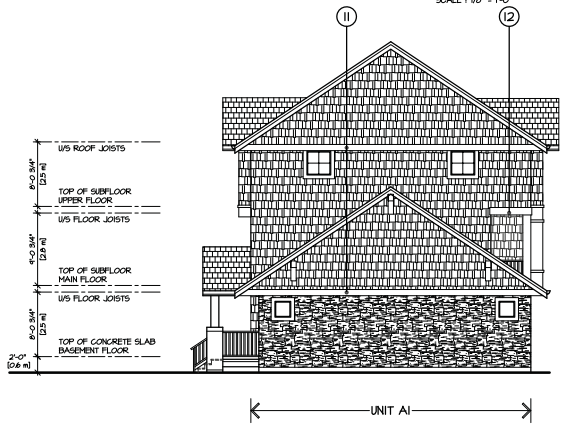 SCALE : 1/8" = 1'-0"
11
12
U/S ROOF JOISTS
8'-0 3/4"
[2.5 m]
TOP OF SUBFLOOR
UPPER FLOOR
U/S FLOOR JOISTS
9'-0 3/4"
[2.8 m]
TOP OF SUBFLOOR
MAIN FLOOR
U/S FLOOR JOISTS
8'-0 3/4"
[2.5 m]
TOP OF CONCRETE SLAB
BASEMENT FLOOR
2'-0"
[0.6 m]
UNIT A1